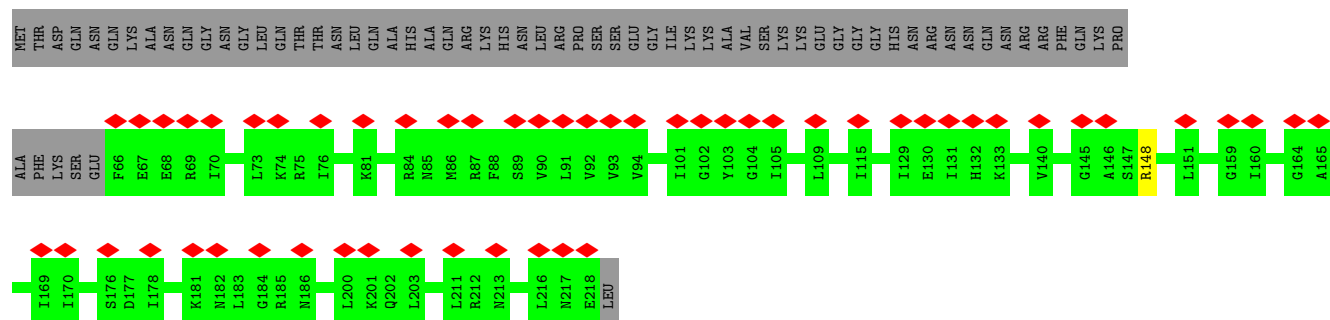 MET THR ASP GLN ASN GLN LYS ALA ASN GLN GLY ASN GLY LEU GLN THR THR ASN LEU GLN ALA HIS ALA GLN ARG LYS HIS ASN LEU ARG PRO SER SER GLU GLY ILE LYS LYS ALA VAL SER LYS LYS GLU GLY GLY GLY HIS ASN ARG ASN ASN GLN ASN ARG ARG PHE GLN LYS PRO
ALA PHE LYS SER GLU F66 E67 E68 R69 I70 L73 K74 R75 I76 K81 R84 N85 M86 R87 F88 S89 V90 L91 V92 V93 V94 I101 G102 Y103 G104 I105 L109 I115 I129 E130 I131 H132 K133 V140 G145 A146 S147 R148 L151 G159 I160 G164 A165
I169 I170 S176 D177 I178 K181 N182 L183 G184 R185 N186 L200 K201 Q202 L203 L211 R212 N213 L216 N217 E218 LEU